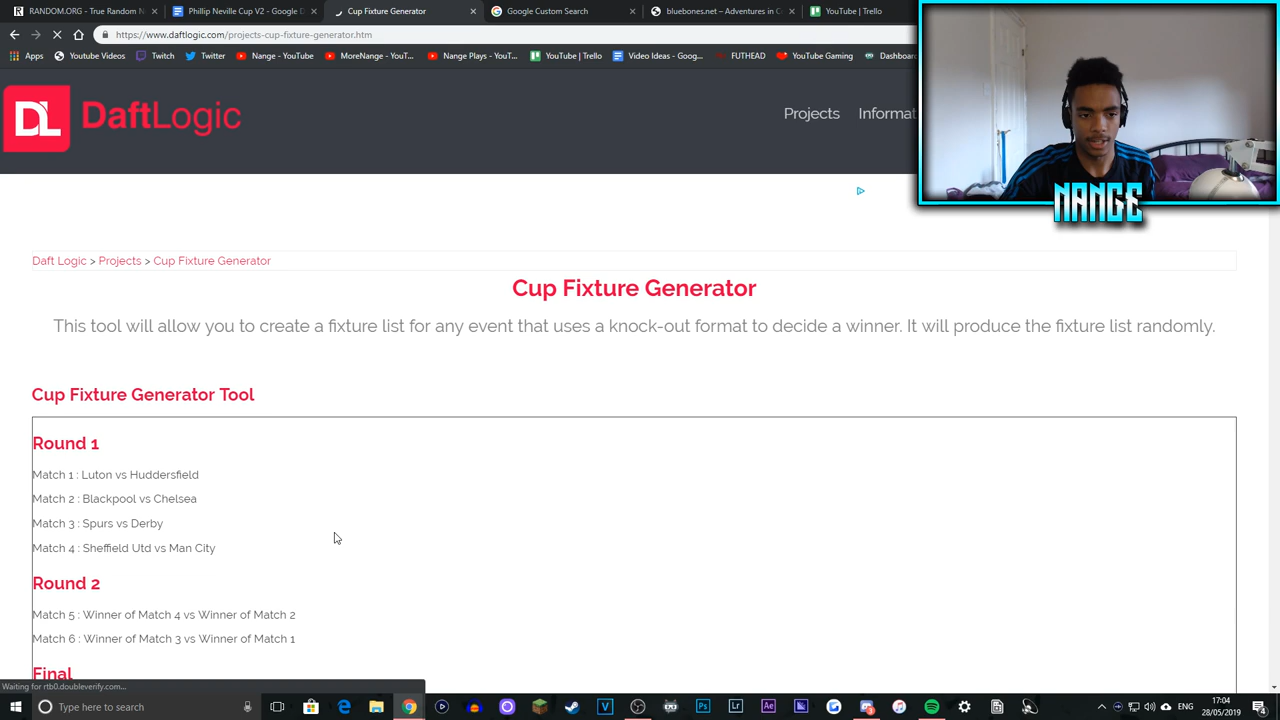 RANDOM.ORG - True Random N
Phillip Neville Cup V2 - Google D
Cup Fixture Generator
Google Custom Search
bluebones.net – Adventures in C
YouTube | Trello
https://www.daftlogic.com/projects-cup-fixture-generator.htm
Apps
Youtube Videos
Twitch
Twitter
Nange - YouTube
MoreNange - YouT...
Nange Plays - YouT...
YouTube | Trello
Video Ideas - Goog...
FUTHEAD
YouTube Gaming
Dashboard
DL DaftLogic
Projects
Informat
NANGE
Daft Logic > Projects > Cup Fixture Generator
Cup Fixture Generator
This tool will allow you to create a fixture list for any event that uses a knock-out format to decide a winner. It will produce the fixture list randomly.
Cup Fixture Generator Tool
Round 1
Match 1 : Luton vs Huddersfield
Match 2 : Blackpool vs Chelsea
Match 3 : Spurs vs Derby
Match 4 : Sheffield Utd vs Man City
Round 2
Match 5 : Winner of Match 4 vs Winner of Match 2
Match 6 : Winner of Match 3 vs Winner of Match 1
Final
Waiting for rtb0.doubleverify.com...
Type here to search
ENG
17:04
28/05/2019